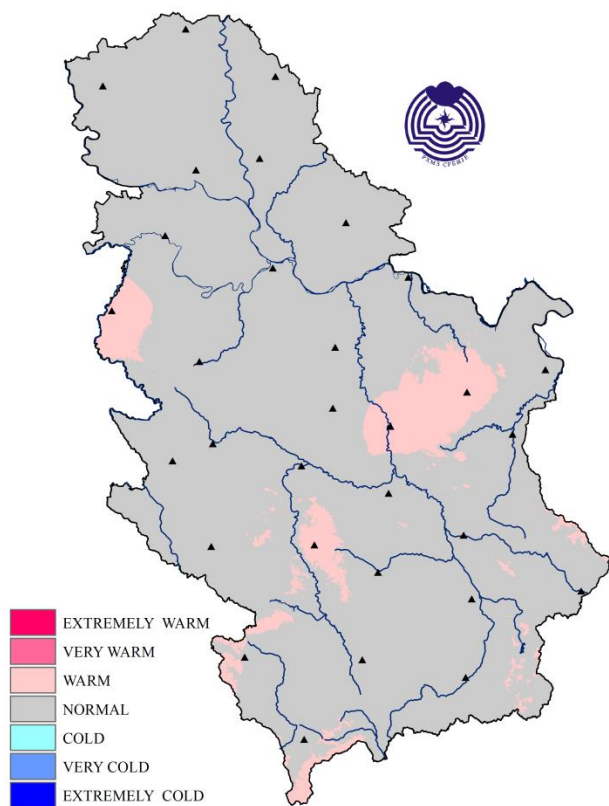 РХМЗ СРБИЈЕ
EXTREMELY WARM
VERY WARM
WARM
NORMAL
COLD
VERY COLD
EXTREMELY COLD